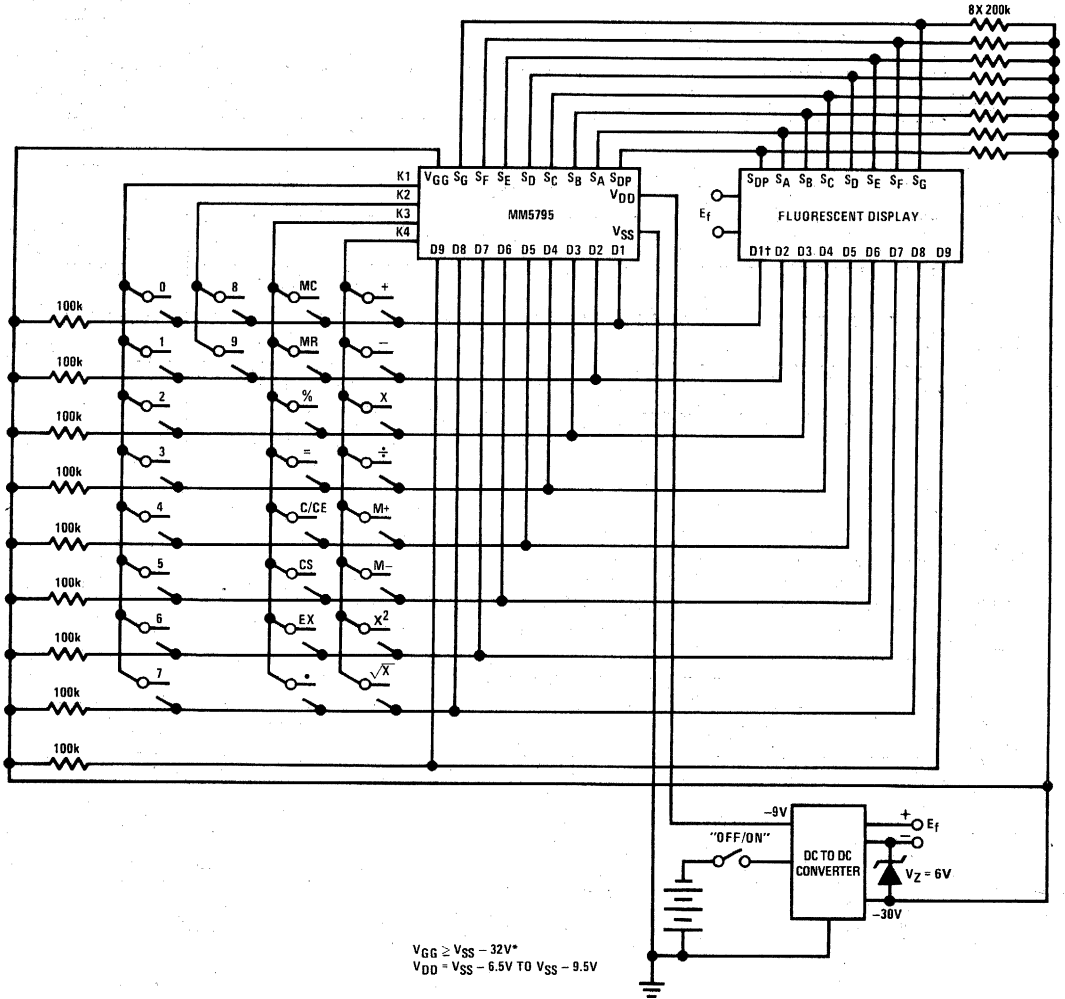 8X 200k
K1
K2
K3
K4
VGG SG SF SE SD SC SB SA SDP
VDD
MM5795
VSS
D9 D8 D7 D6 D5 D4 D3 D2 D1
SDP SA SB SC SD SE SF SG
Ef
FLUORESCENT DISPLAY
D1† D2 D3 D4 D5 D6 D7 D8 D9
0 8 MC +
100k
1 9 MR −
100k
2 % X
100k
3 = ÷
100k
4 C/CE M+
100k
5 CS M−
100k
6 EX X²
100k
7 • √X
100k
100k
−9V
"OFF/ON"
DC TO DC
CONVERTER
+
Ef
−
VZ = 6V
−30V
VGG ≥ VSS − 32V*
VDD = VSS − 6.5V TO VSS − 9.5V